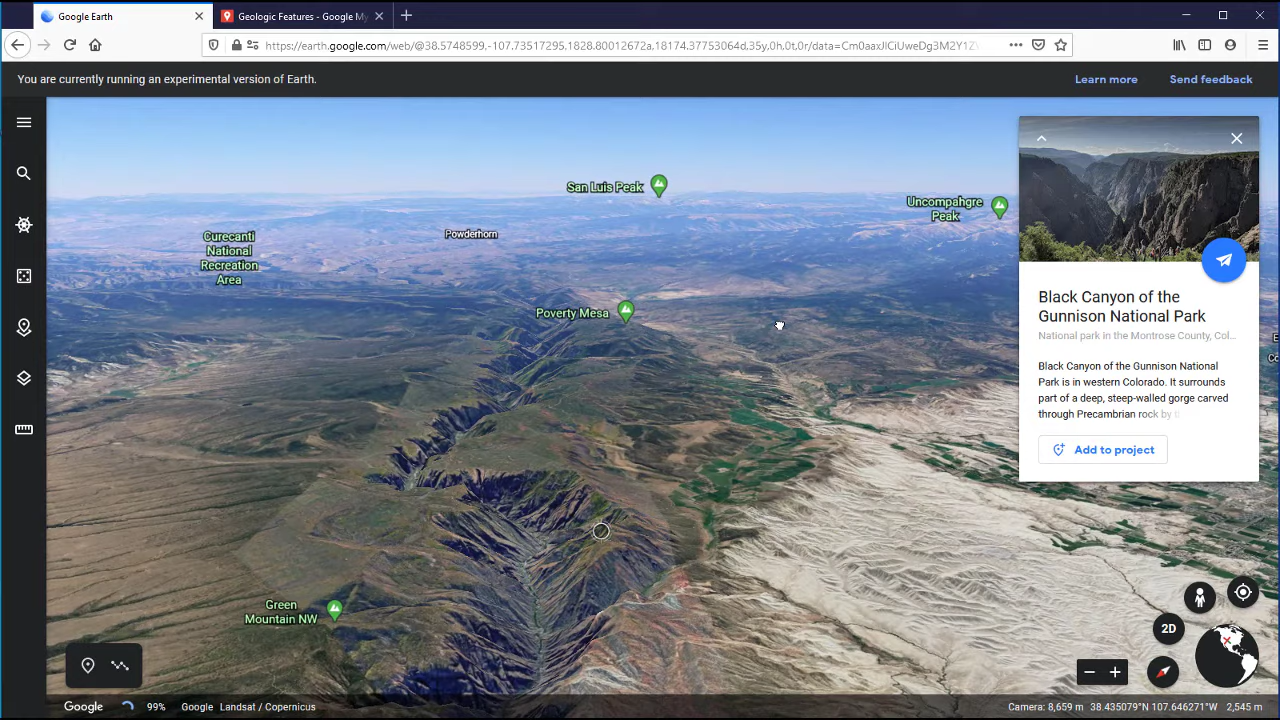 Google Earth
Geologic Features - Google My
https://earth.google.com/web/@38.5748599,-107.73517295,1828.80012672a,18174.37753064d,35y,0h,0t,0r/data=Cm0aaxJlCiUweDg3M2Y1Z
You are currently running an experimental version of Earth.
Learn more
Send feedback
San Luis Peak
Uncompahgre
Peak
Powderhorn
Curecanti
National
Recreation
Area
Poverty Mesa
Green
Mountain NW
Black Canyon of the
Gunnison National Park
National park in the Montrose County, Col...
Black Canyon of the Gunnison National
Park is in western Colorado. It surrounds
part of a deep, steep-walled gorge carved
through Precambrian rock by
Add to project
2D
Google
99%
Google
Landsat / Copernicus
Camera: 8,659 m
38.435079°N 107.646271°W
2,545 m